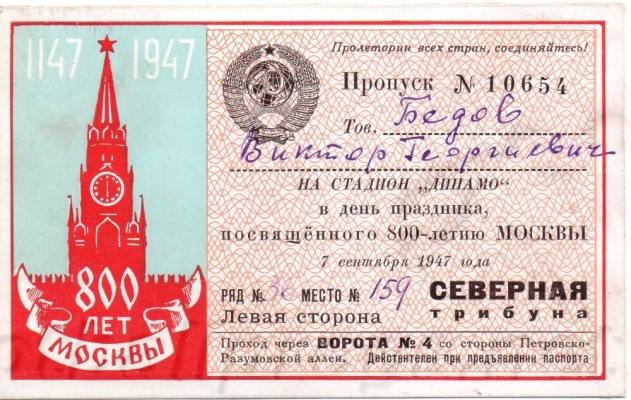 1147 1947
800
ЛЕТ
МОСКВЫ
Пролетарии всех стран, соединяйтесь!
Пропуск № 10654
Тов. Бедов
Виктор Георгиевич
НА СТАДИОН „ДИНАМО“
в день праздника,
посвящённого 800-летию МОСКВЫ
7 сентября 1947 года
РЯД № 36 МЕСТО № 159 СЕВЕРНАЯ
Левая сторона трибуна
Проход через ВОРОТА № 4 со стороны Петровско-
Разумовской аллеи. Действителен при предъявлении паспорта